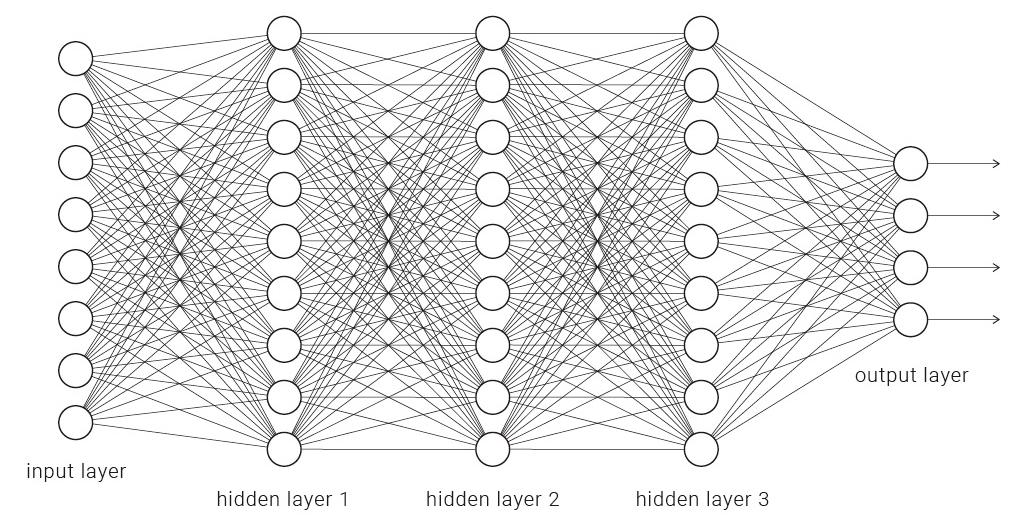 input layer
hidden layer 1
hidden layer 2
hidden layer 3
output layer